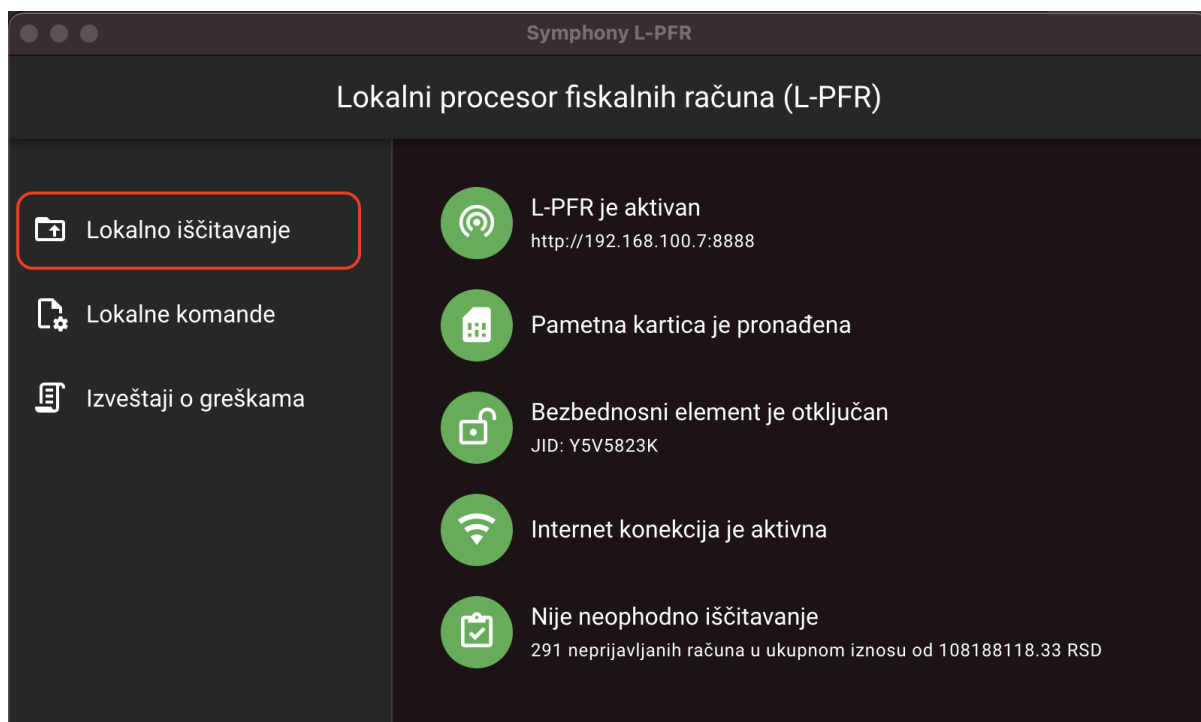 Symphony L-PFR
Lokalni procesor fiskalnih računa (L-PFR)
Lokalno iščitavanje
Lokalne komande
Izveštaji o greškama
L-PFR je aktivan
http://192.168.100.7:8888
Pametna kartica je pronađena
Bezbednosni element je otključan
JID: Y5V5823K
Internet konekcija je aktivna
Nije neophodno iščitavanje
291 neprijavljanih računa u ukupnom iznosu od 108188118.33 RSD